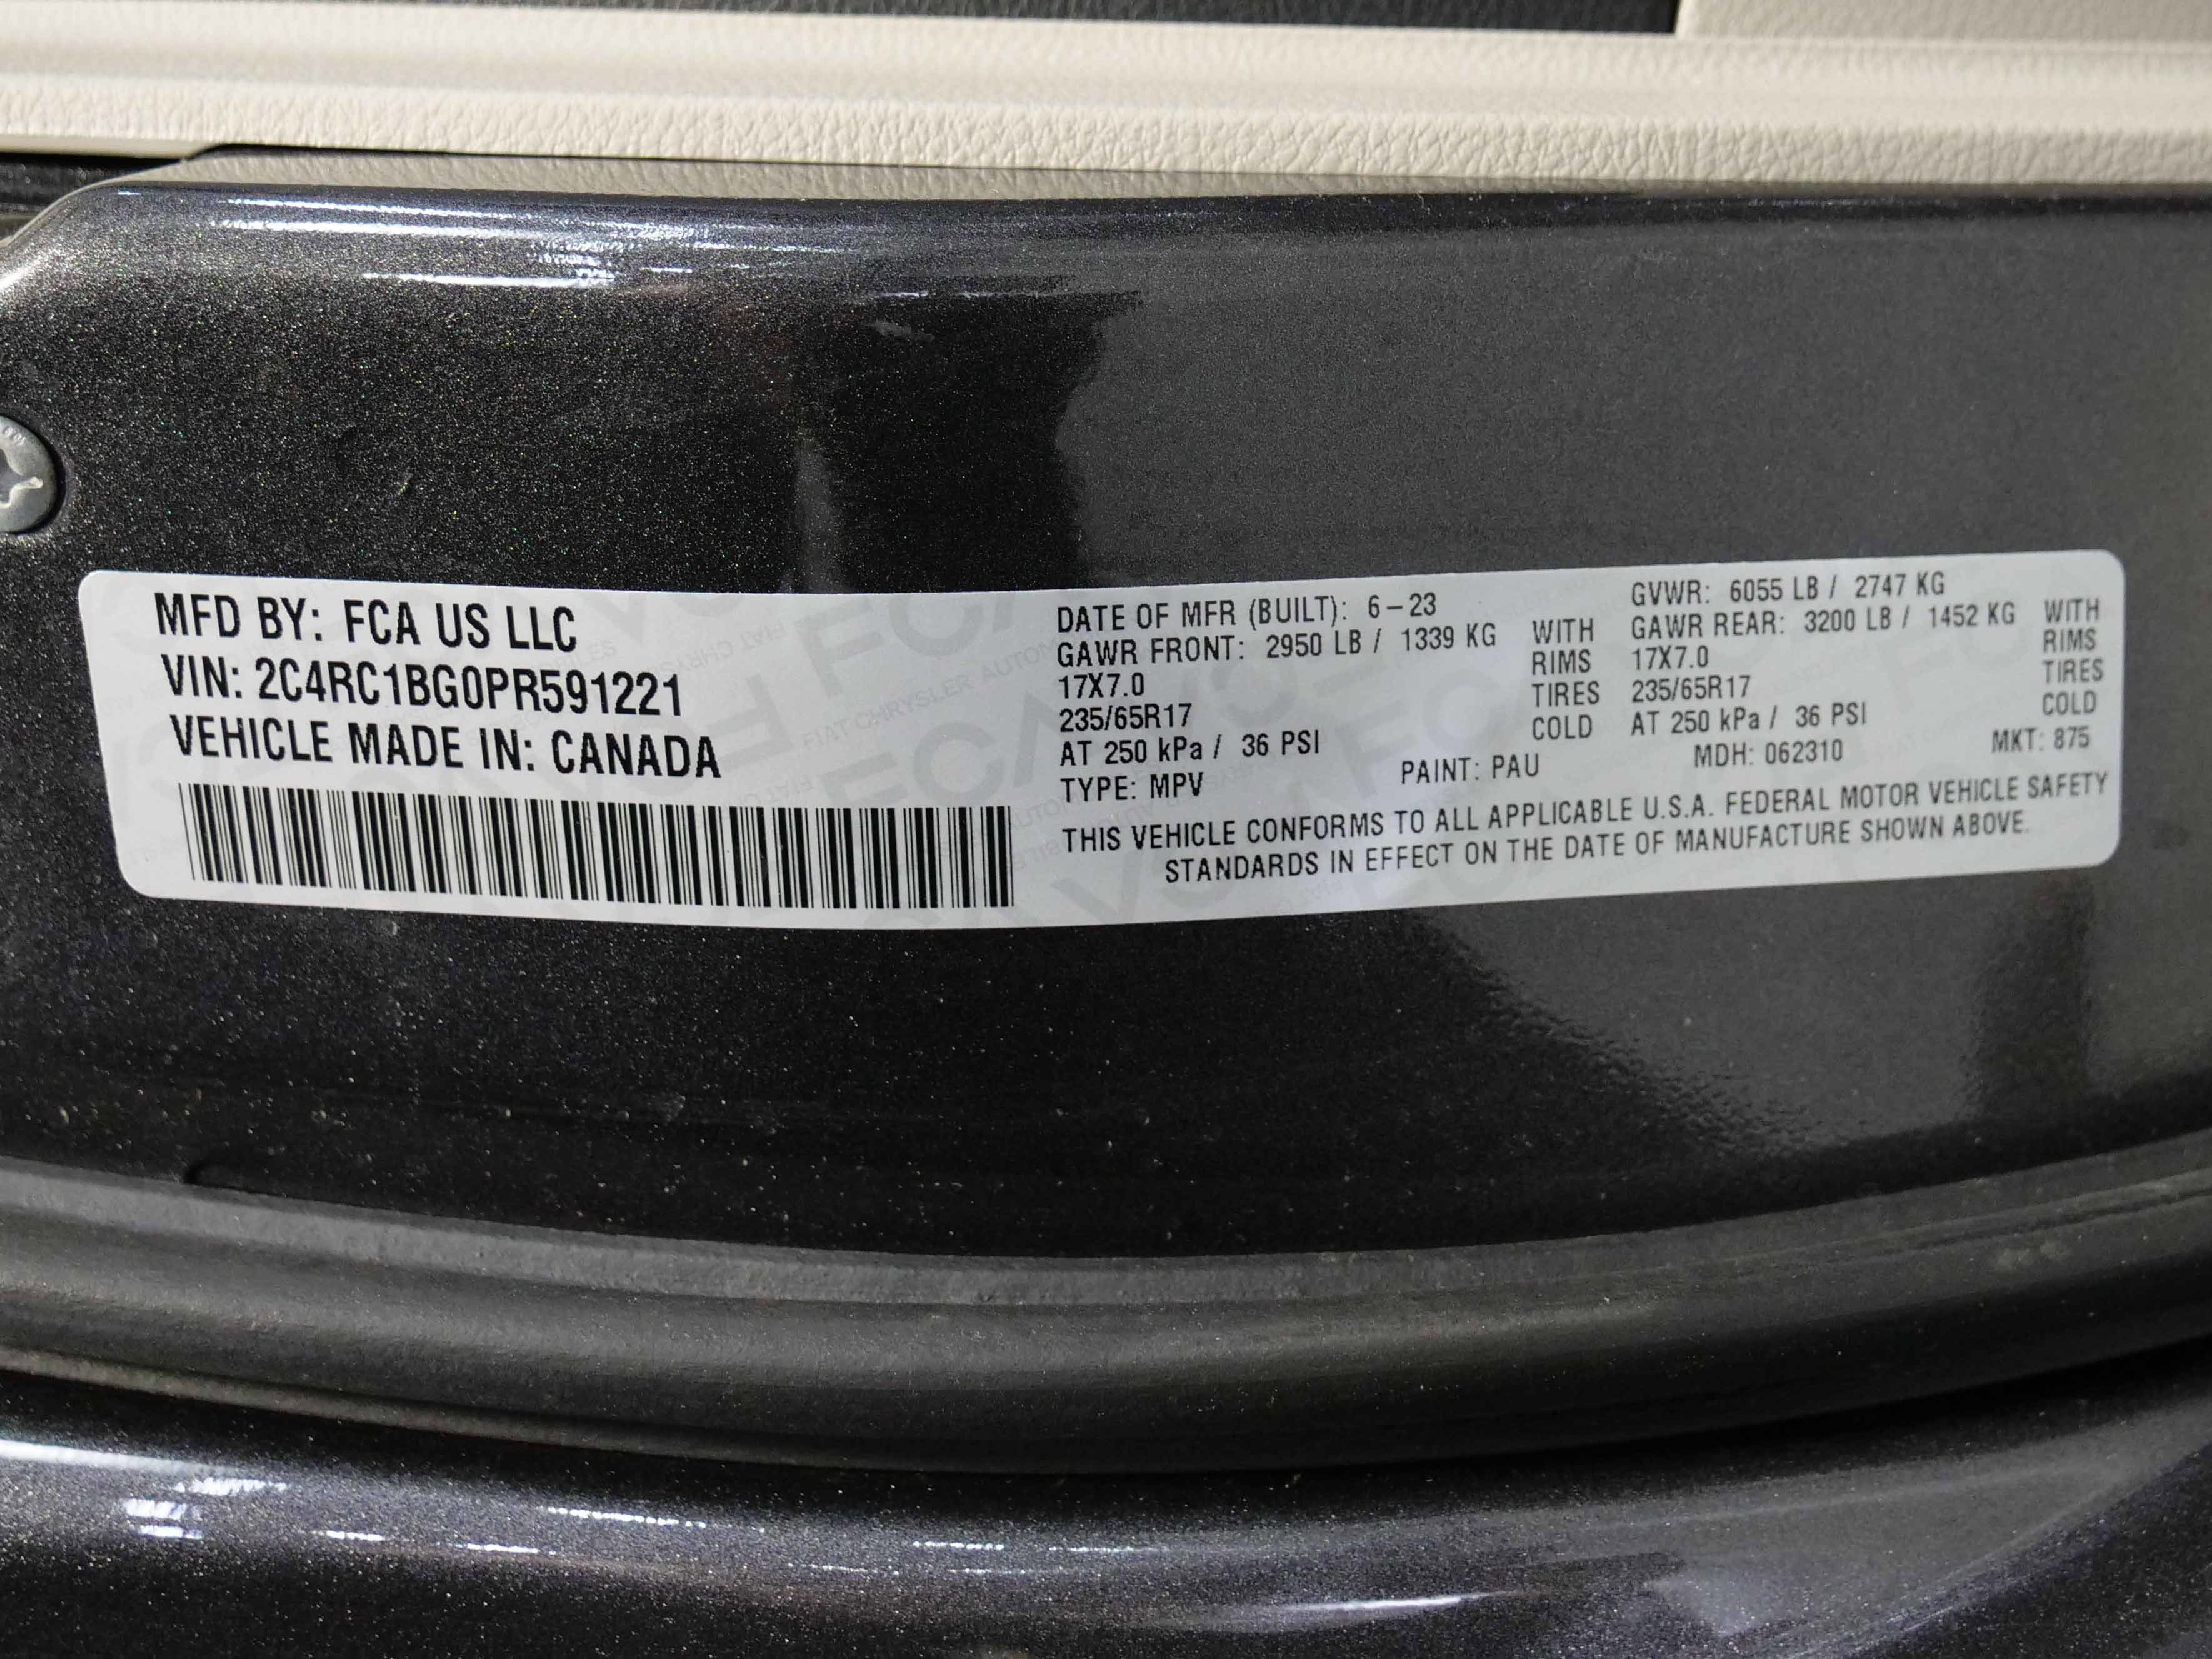 MFD BY: FCA US LLC
VIN: 2C4RC1BG0PR591221
VEHICLE MADE IN: CANADA
DATE OF MFR (BUILT): 6-23 GVWR: 6055 LB / 2747 KG
GAWR FRONT: 2950 LB / 1339 KG WITH GAWR REAR: 3200 LB / 1452 KG WITH
17X7.0 RIMS 17X7.0 RIMS
235/65R17 TIRES 235/65R17 TIRES
AT 250 kPa / 36 PSI COLD AT 250 kPa / 36 PSI COLD
TYPE: MPV PAINT: PAU MDH: 062310 MKT: 875
THIS VEHICLE CONFORMS TO ALL APPLICABLE U.S.A. FEDERAL MOTOR VEHICLE SAFETY
STANDARDS IN EFFECT ON THE DATE OF MANUFACTURE SHOWN ABOVE.